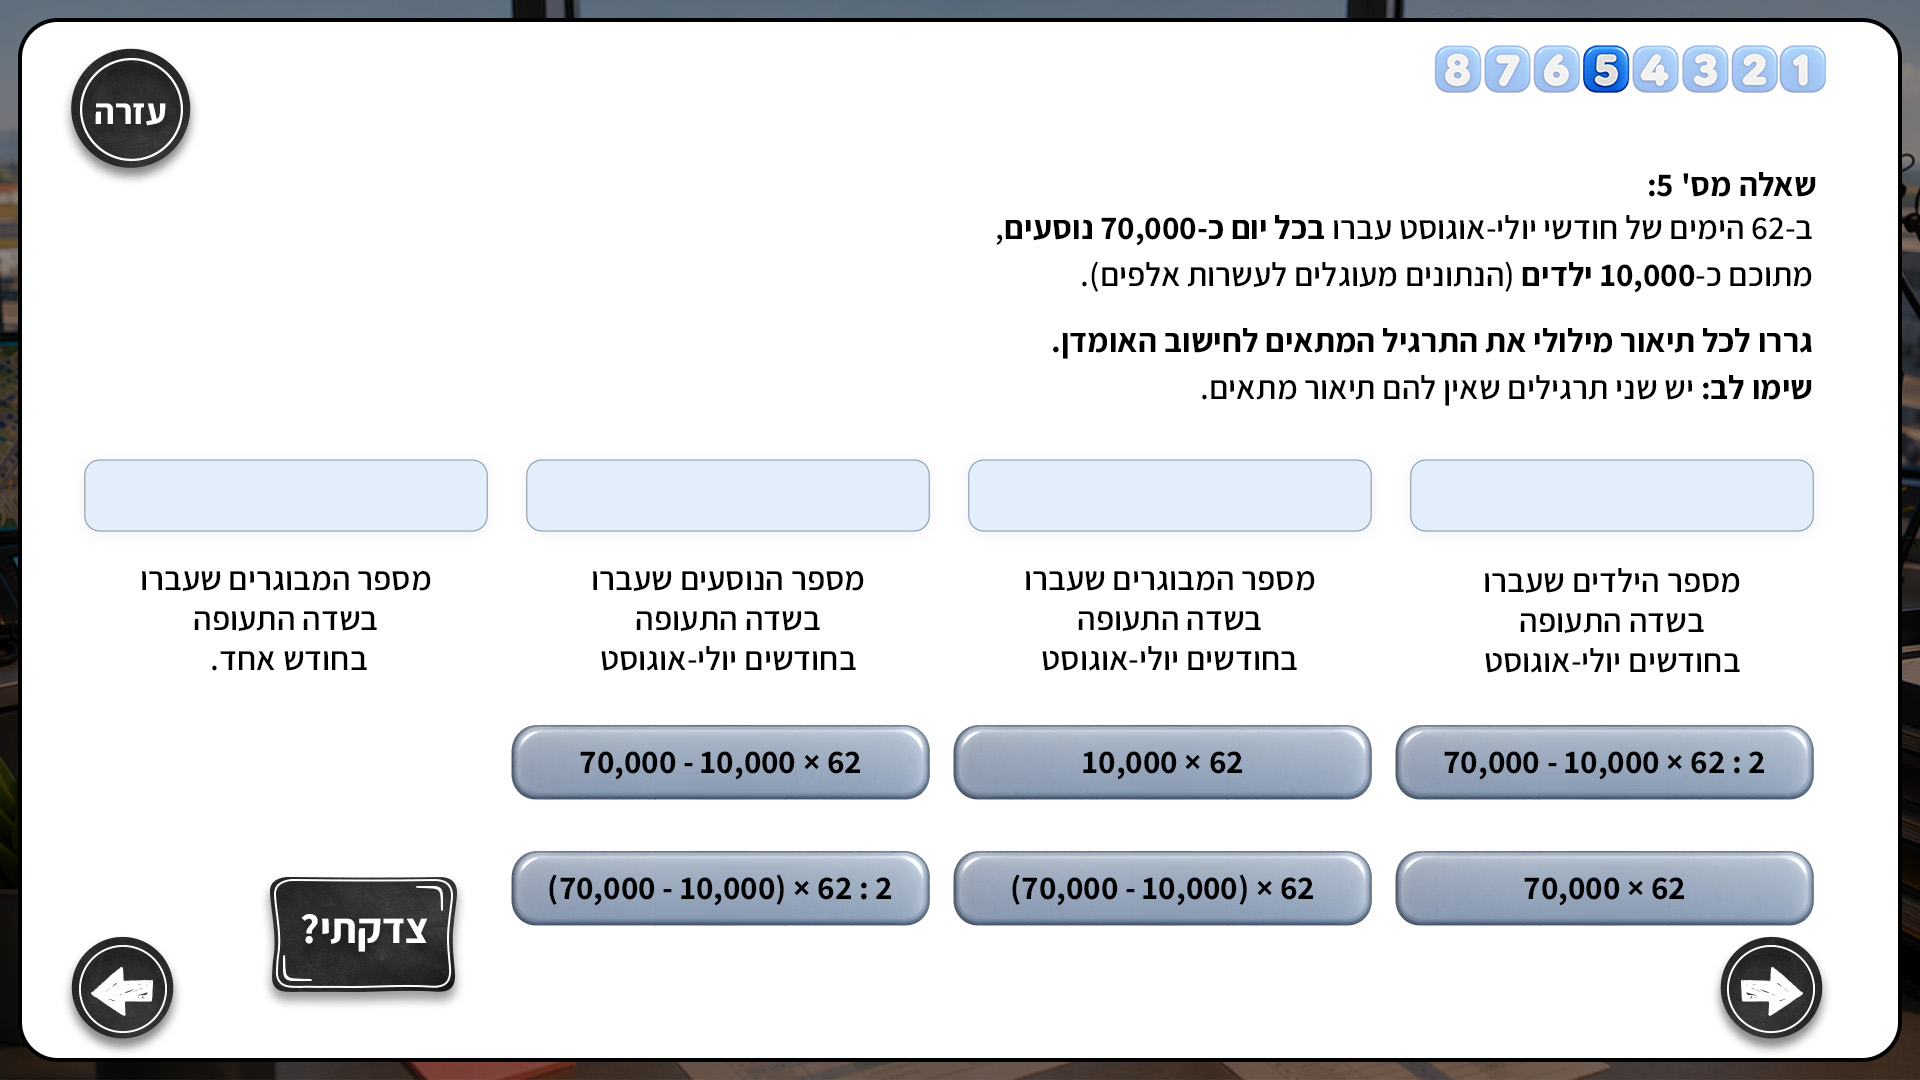 עזרה
8 7 6 5 4 3 2 1
שאלה מס' 5:
ב-62 הימים של חודשי יולי-אוגוסט עברו בכל יום כ-70,000 נוסעים,
מתוכם כ-10,000 ילדים (הנתונים מעוגלים לעשרות אלפים).
גררו לכל תיאור מילולי את התרגיל המתאים לחישוב האומדן.
שימו לב: יש שני תרגילים שאין להם תיאור מתאים.
מספר הילדים שעברו
בשדה התעופה
בחודשים יולי-אוגוסט
מספר המבוגרים שעברו
בשדה התעופה
בחודשים יולי-אוגוסט
מספר הנוסעים שעברו
בשדה התעופה
בחודשים יולי-אוגוסט
מספר המבוגרים שעברו
בשדה התעופה
בחודש אחד.
70,000 - 10,000 × 62 : 2
10,000 × 62
70,000 - 10,000 × 62
70,000 × 62
(70,000 - 10,000) × 62
(70,000 - 10,000) × 62 : 2
צדקתי?